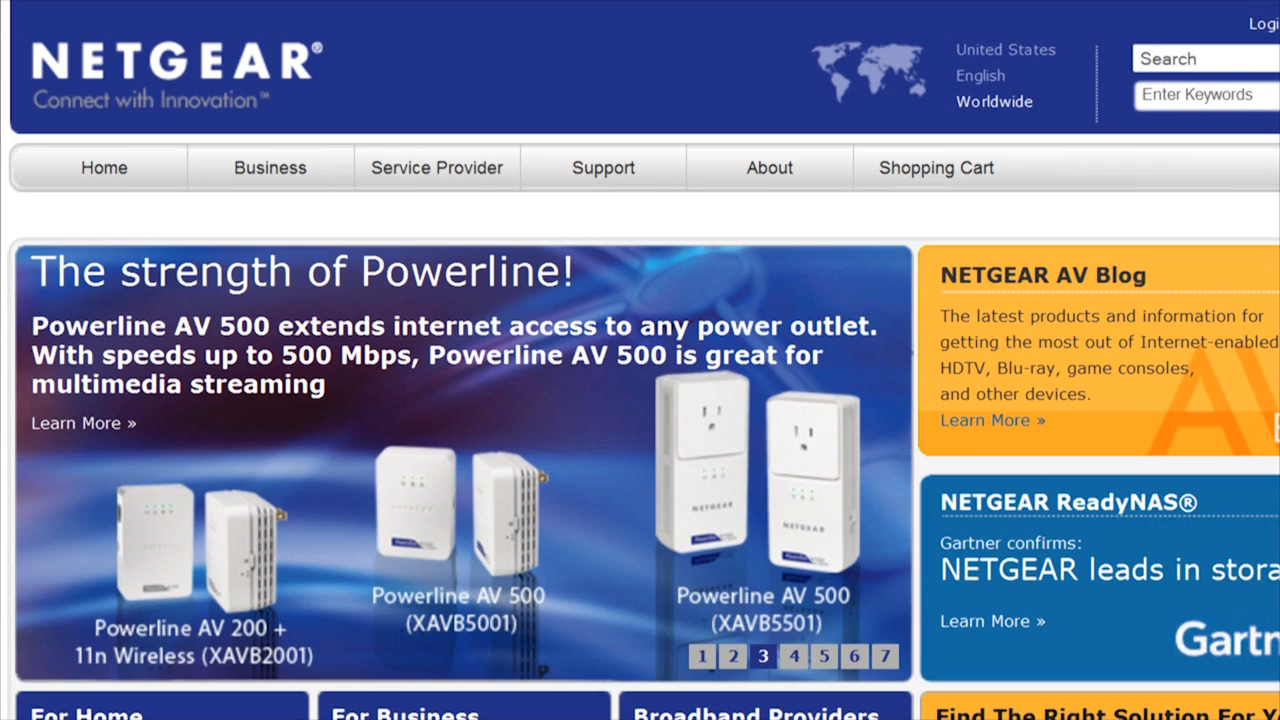 Logi
NETGEAR®
Connect with Innovation™
United States
English
Worldwide
Search
Enter Keywords
Home
Business
Service Provider
Support
About
Shopping Cart
The strength of Powerline!
Powerline AV 500 extends internet access to any power outlet.
With speeds up to 500 Mbps, Powerline AV 500 is great for
multimedia streaming
Learn More »
NETGEAR
NETGEAR
Powerline AV 200 +
11n Wireless (XAVB2001)
Powerline AV 500
(XAVB5001)
Powerline AV 500
(XAVB5501)
1 2 3 4 5 6 7
NETGEAR AV Blog
The latest products and information for
getting the most out of Internet-enabled
HDTV, Blu-ray, game consoles,
and other devices.
Learn More »
AV
NETGEAR ReadyNAS®
Gartner confirms:
NETGEAR leads in stora
Learn More »
Gartn
For Home
For Business
Broadband Providers
Find The Right Solution For Y